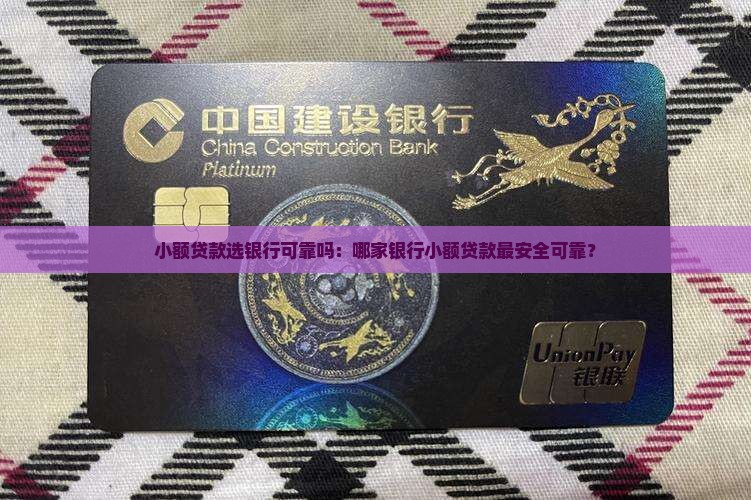 中国建设银行
China Construction Bank
Platinum
小额贷款选银行可靠吗：哪家银行小额贷款最安全可靠？
UnionPay
银联